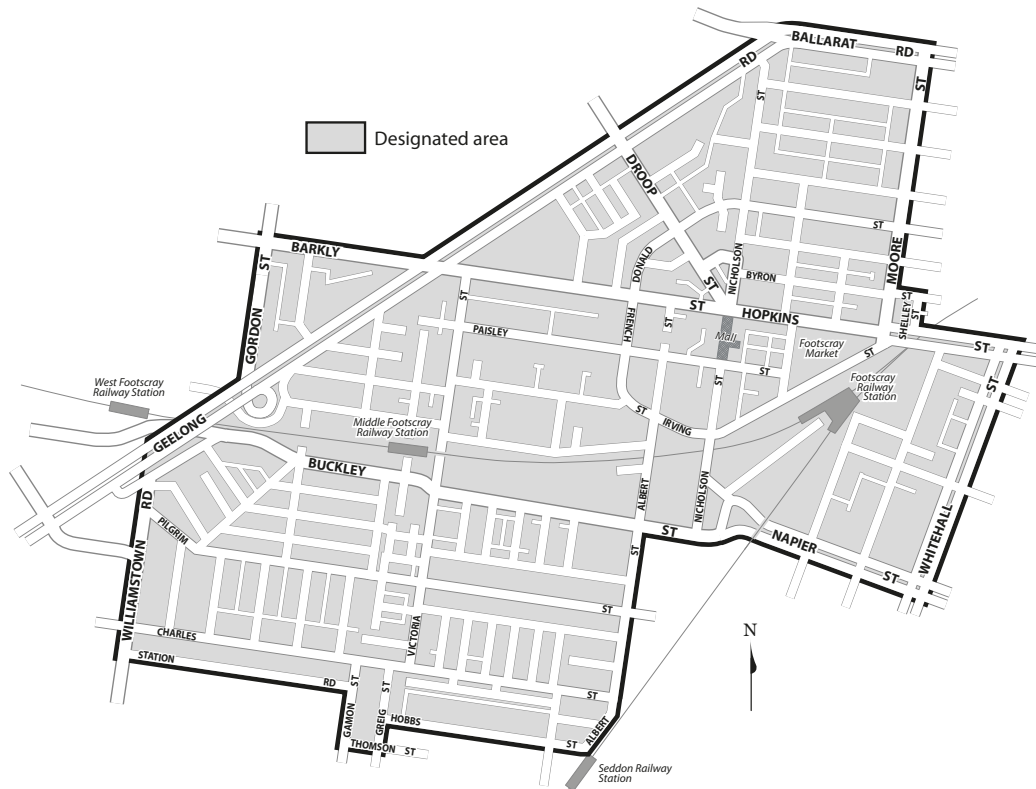 BALLARAT
RD
RD
ST
ST
Designated area
DROOP
ST
ST
MOORE
BARKLY
ST
DONALD
NICHOLSON
BYRON
ST
ST
HOPKINS
ST
SHELLEY
ST
GORDON
ST
PAISLEY
FRENCH
ST
Mall
Footscray
Market
ST
ST
ST
ST
West Footscray
Railway Station
Footscray
Railway
Station
ST
IRVING
Middle Footscray
Railway Station
GEELONG
BUCKLEY
ALBERT
NICHOLSON
RD
PILGRIM
ST
NAPIER
ST
WHITEHALL
ST
WILLIAMSTOWN
ST
VICTORIA
CHARLES
STATION
RD
ST
ST
ST
GAMON
GREIG
HOBBS
ST
ALBERT
THOMSON ST
N
Seddon Railway
Station